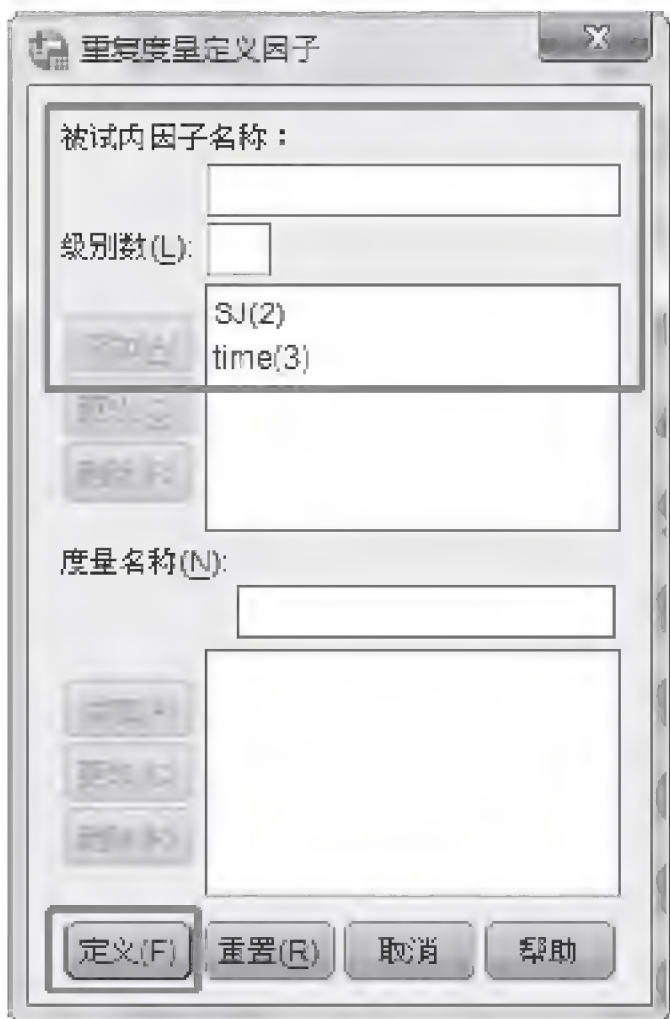 重复度量定义因子
被试内因子名称：
级别数(L):
SJ(2)
time(3)
度量名称(N):
定义(F) 重置(R) 取消 帮助